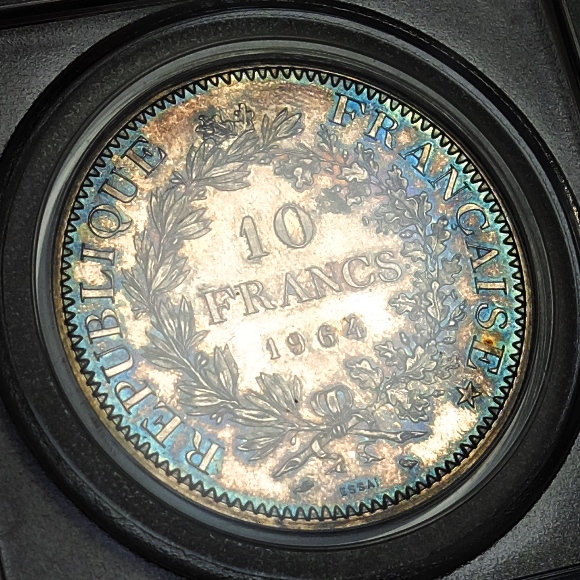 REPUBLIQUE FRANCAISE
10
FRANCS
1964
ESSAI